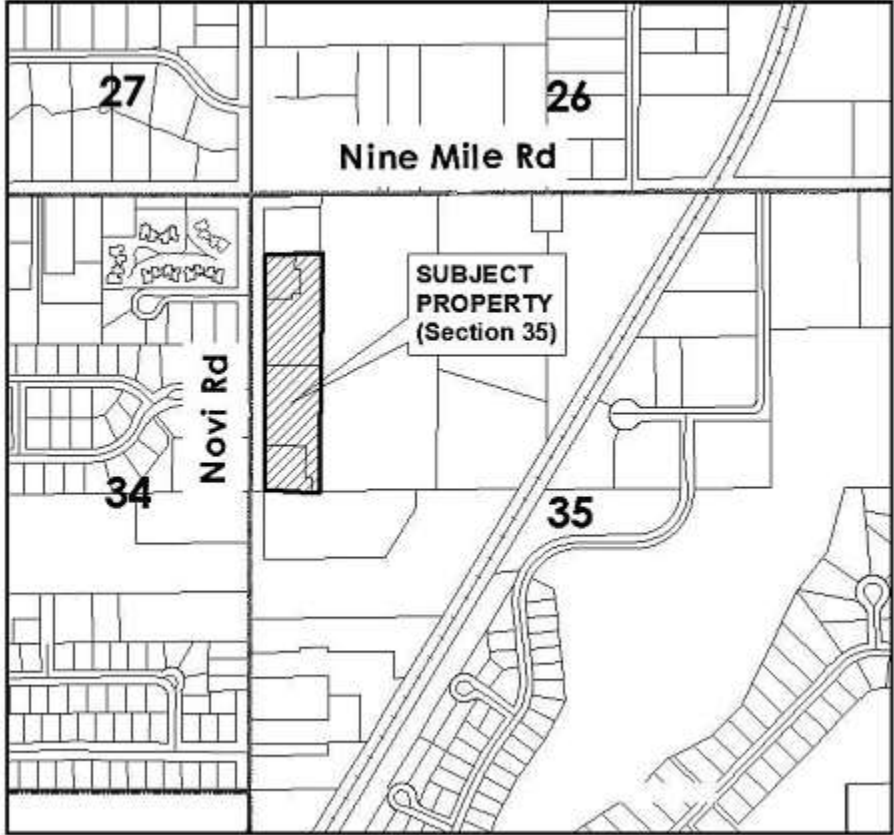 27
26
Nine Mile Rd
SUBJECT
PROPERTY
(Section 35)
Novi Rd
34
35